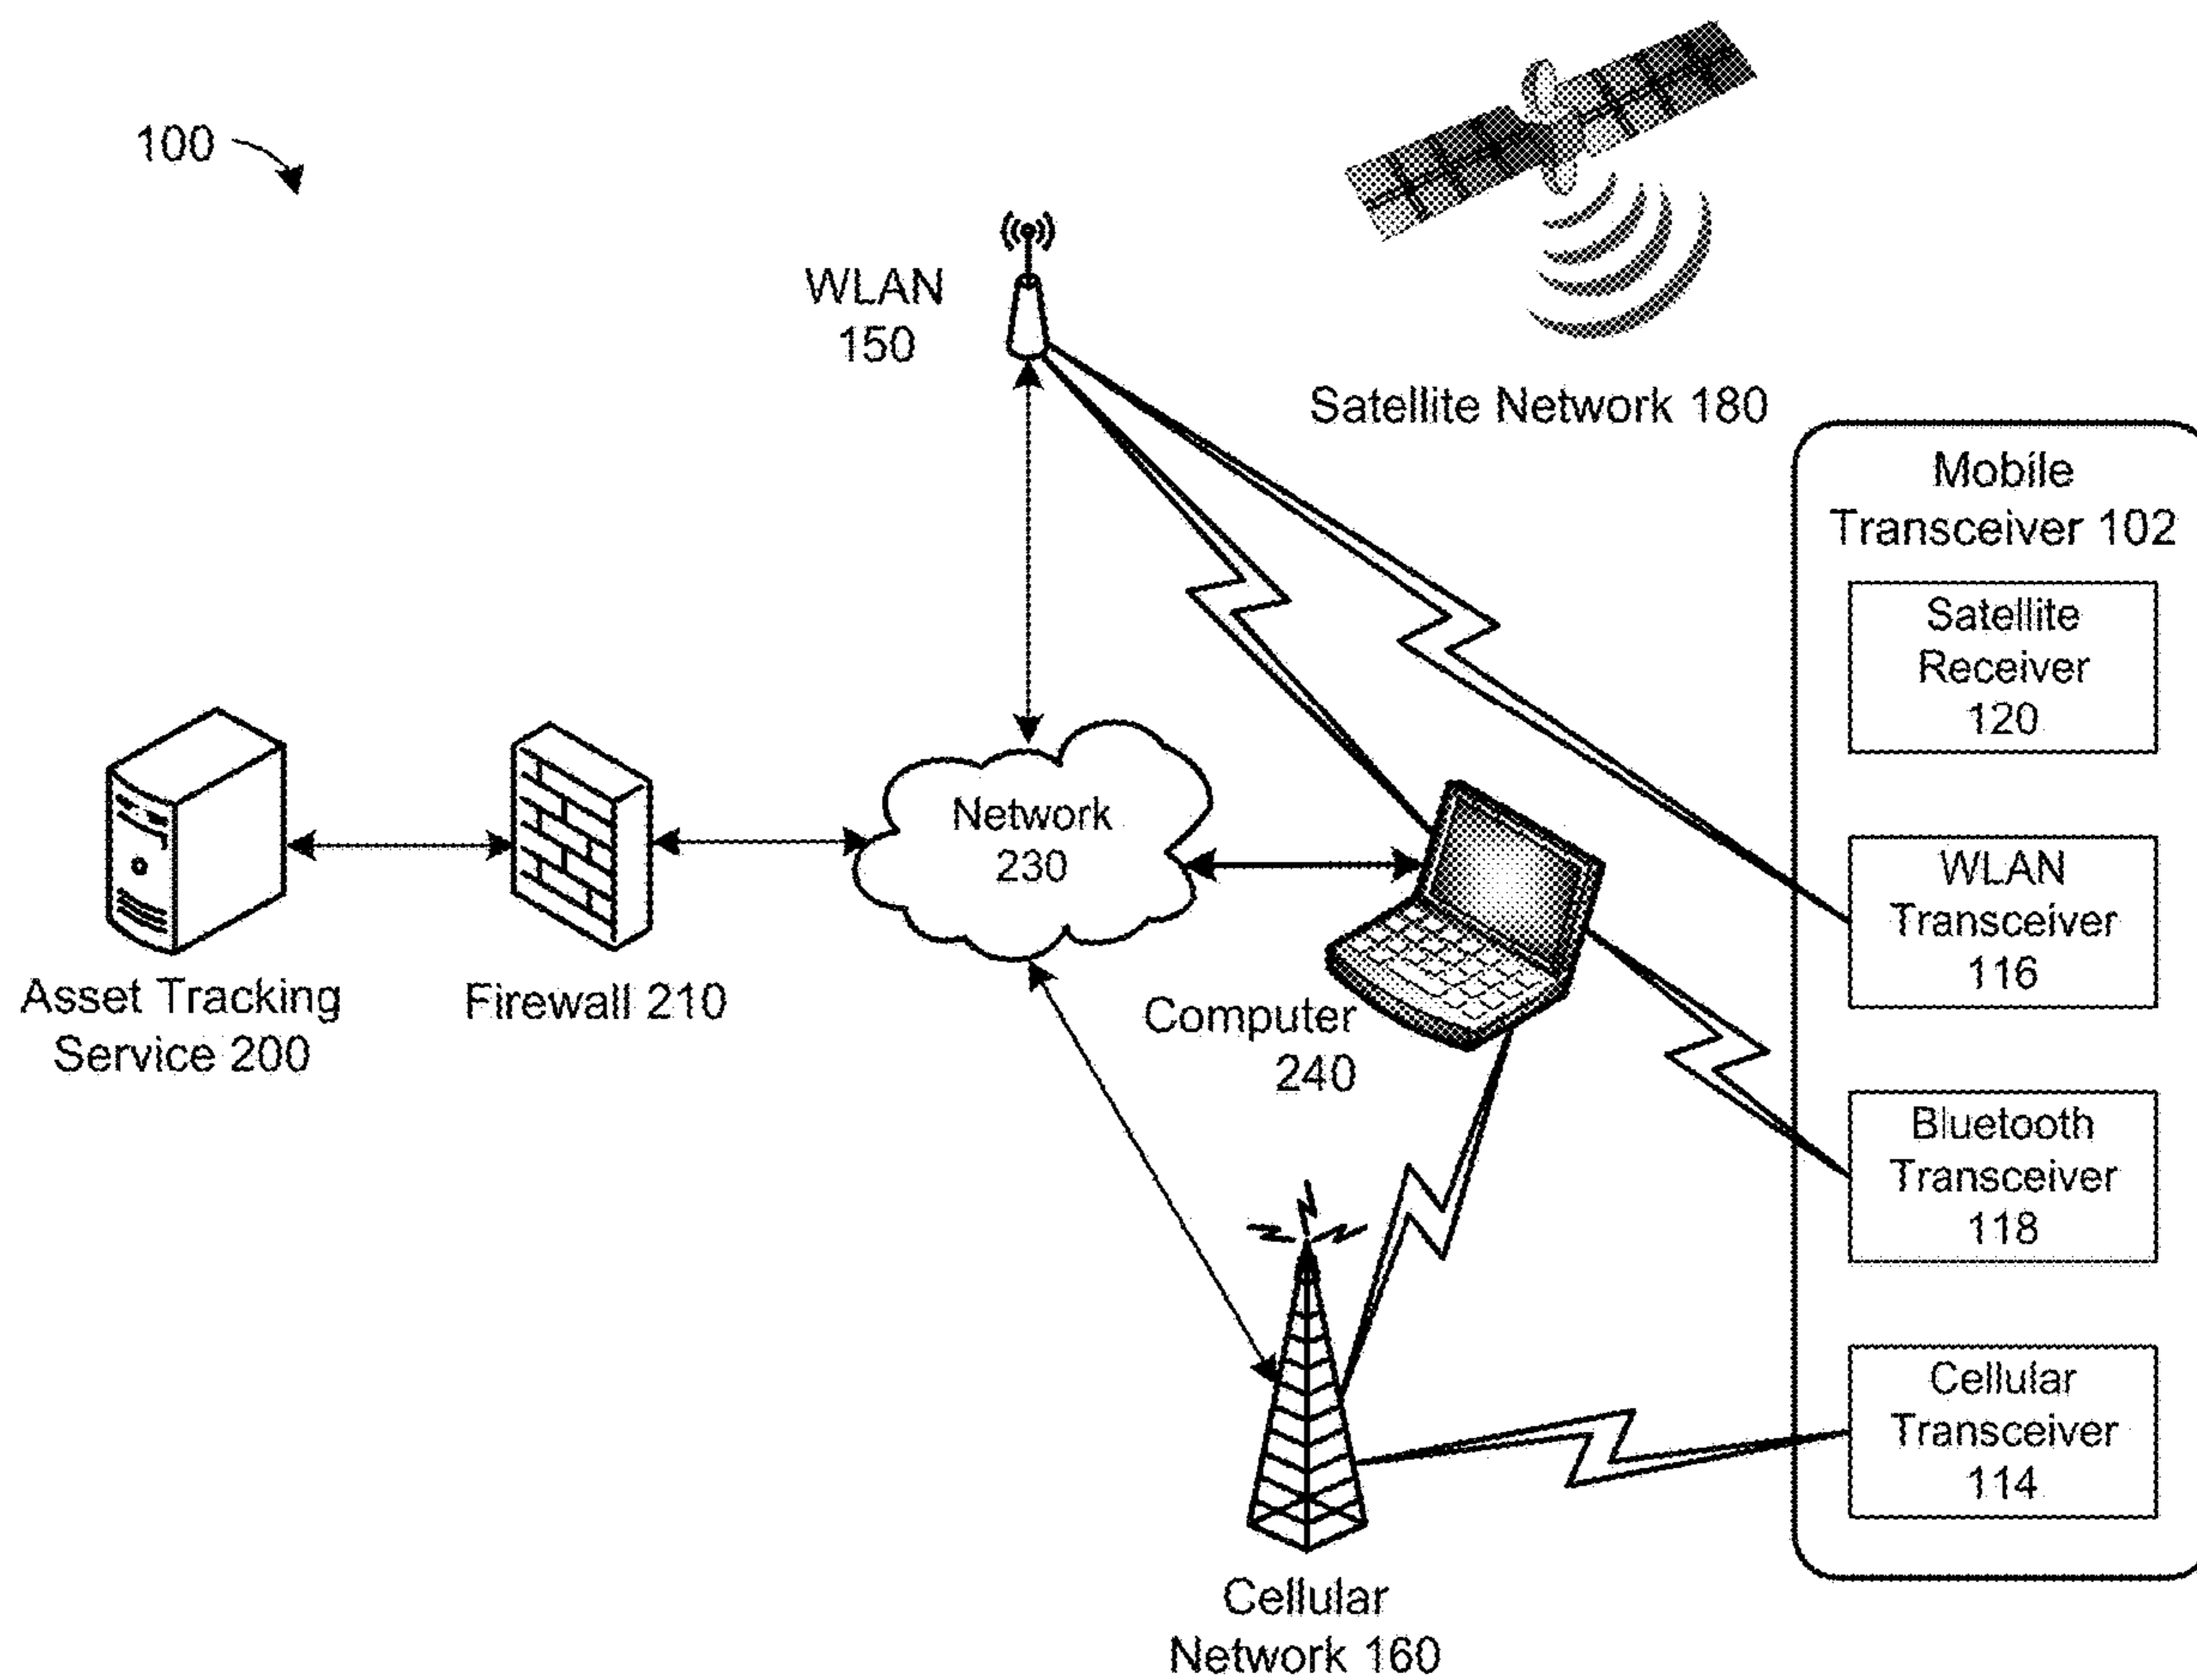 100
WLAN
150
Satellite Network 180
Mobile
Transceiver 102
Satellite
Receiver
120
WLAN
Transceiver
116
Bluetooth
Transceiver
118
Cellular
Transceiver
114
Network
230
Asset Tracking
Service 200
Firewall 210
Computer
240
Cellular
Network 160